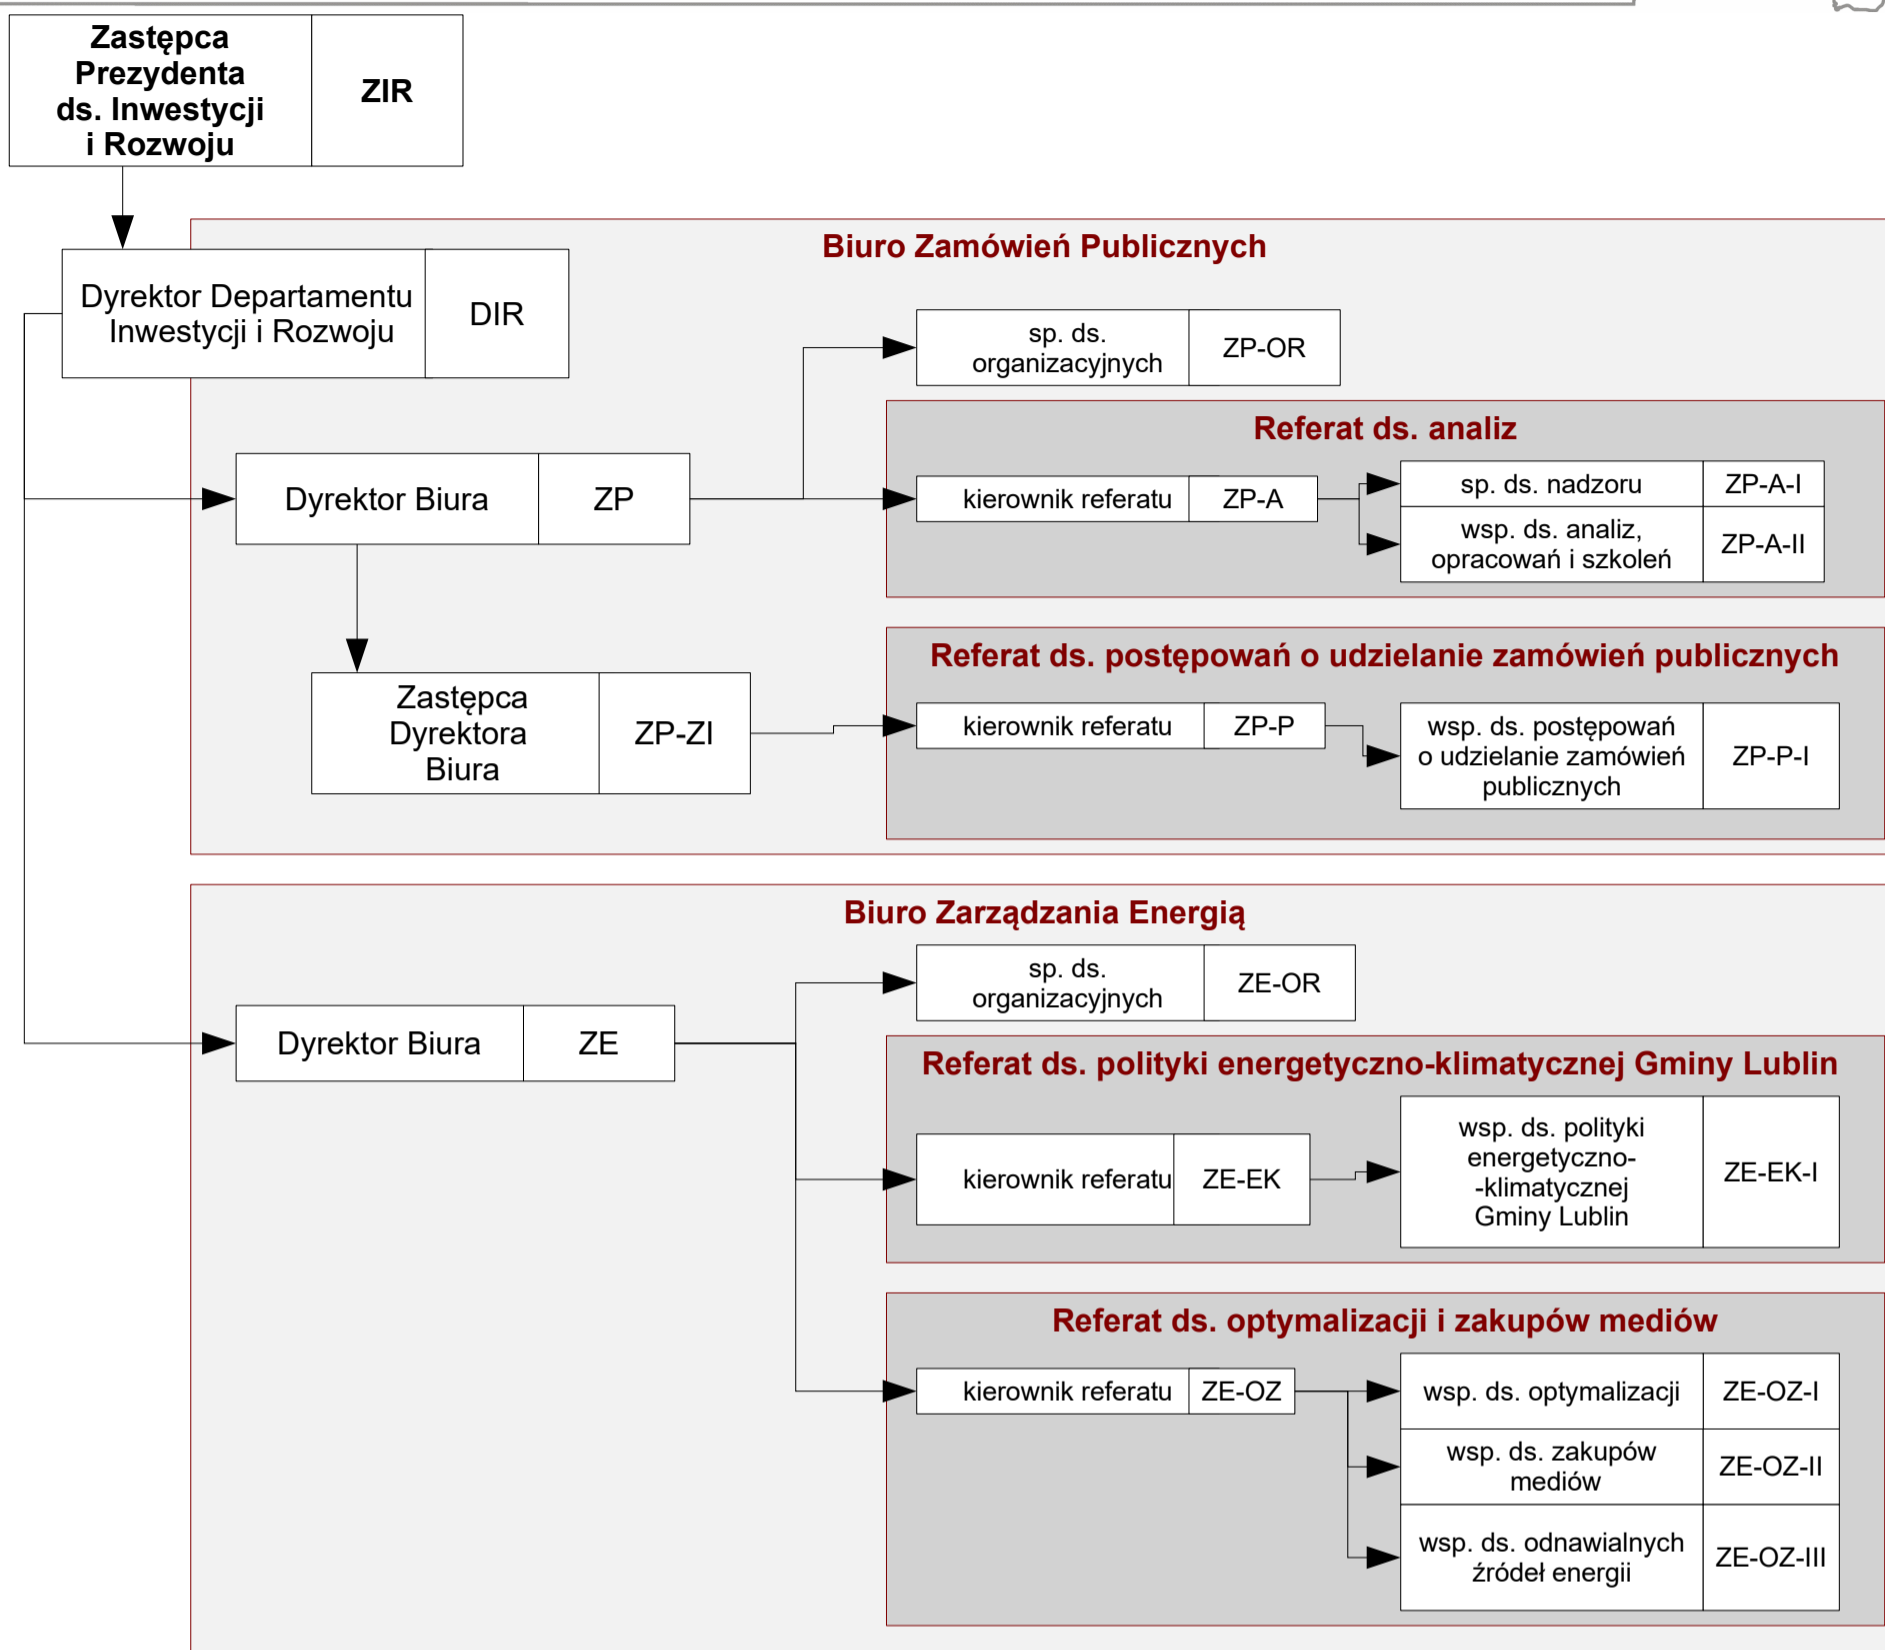 Zastępca
Prezydenta
ds. Inwestycji
i Rozwoju
ZIR
Biuro Zamówień Publicznych
Dyrektor Departamentu
Inwestycji i Rozwoju
DIR
sp. ds.
organizacyjnych
ZP-OR
Referat ds. analiz
Dyrektor Biura
ZP
kierownik referatu
ZP-A
sp. ds. nadzoru
ZP-A-I
wsp. ds. analiz,
opracowań i szkoleń
ZP-A-II
Referat ds. postępowań o udzielanie zamówień publicznych
Zastępca
Dyrektora
Biura
ZP-ZI
kierownik referatu
ZP-P
wsp. ds. postępowań
o udzielanie zamówień
publicznych
ZP-P-I
Biuro Zarządzania Energią
sp. ds.
organizacyjnych
ZE-OR
Dyrektor Biura
ZE
Referat ds. polityki energetyczno-klimatycznej Gminy Lublin
kierownik referatu
ZE-EK
wsp. ds. polityki
energetyczno-
-klimatycznej
Gminy Lublin
ZE-EK-I
Referat ds. optymalizacji i zakupów mediów
kierownik referatu
ZE-OZ
wsp. ds. optymalizacji
ZE-OZ-I
wsp. ds. zakupów
mediów
ZE-OZ-II
wsp. ds. odnawialnych
źródeł energii
ZE-OZ-III